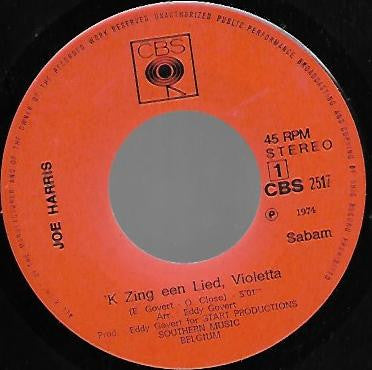 ALL RIGHTS OF THE MANUFACTURER AND OF THE OWNER OF THE RECORDED WORK RESERVED UNAUTHORISED PUBLIC PERFORMANCE, BROADCASTING AND COPYING OF THIS RECORD PROHIBITED
CBS
45 RPM
STEREO
1
CBS 2517
℗ 1974
Sabam
JOE HARRIS
'K Zing een Lied, Violetta
(E. Govert - O. Close) - 3'01''
Arr. Eddy Govert
Prod. Eddy Govert for START PRODUCTIONS
SOUTHERN MUSIC
BELGIUM